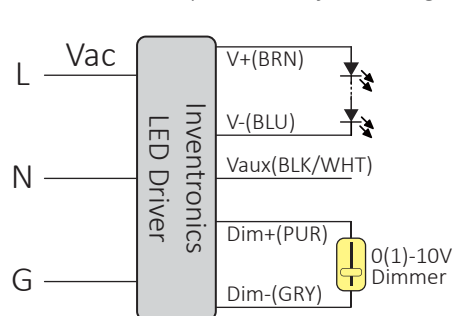 Vac
L
N
G
Inventronics
LED Driver
V+(BRN)
V-(BLU)
Vaux(BLK/WHT)
Dim+(PUR)
Dim-(GRY)
0(1)-10V
Dimmer